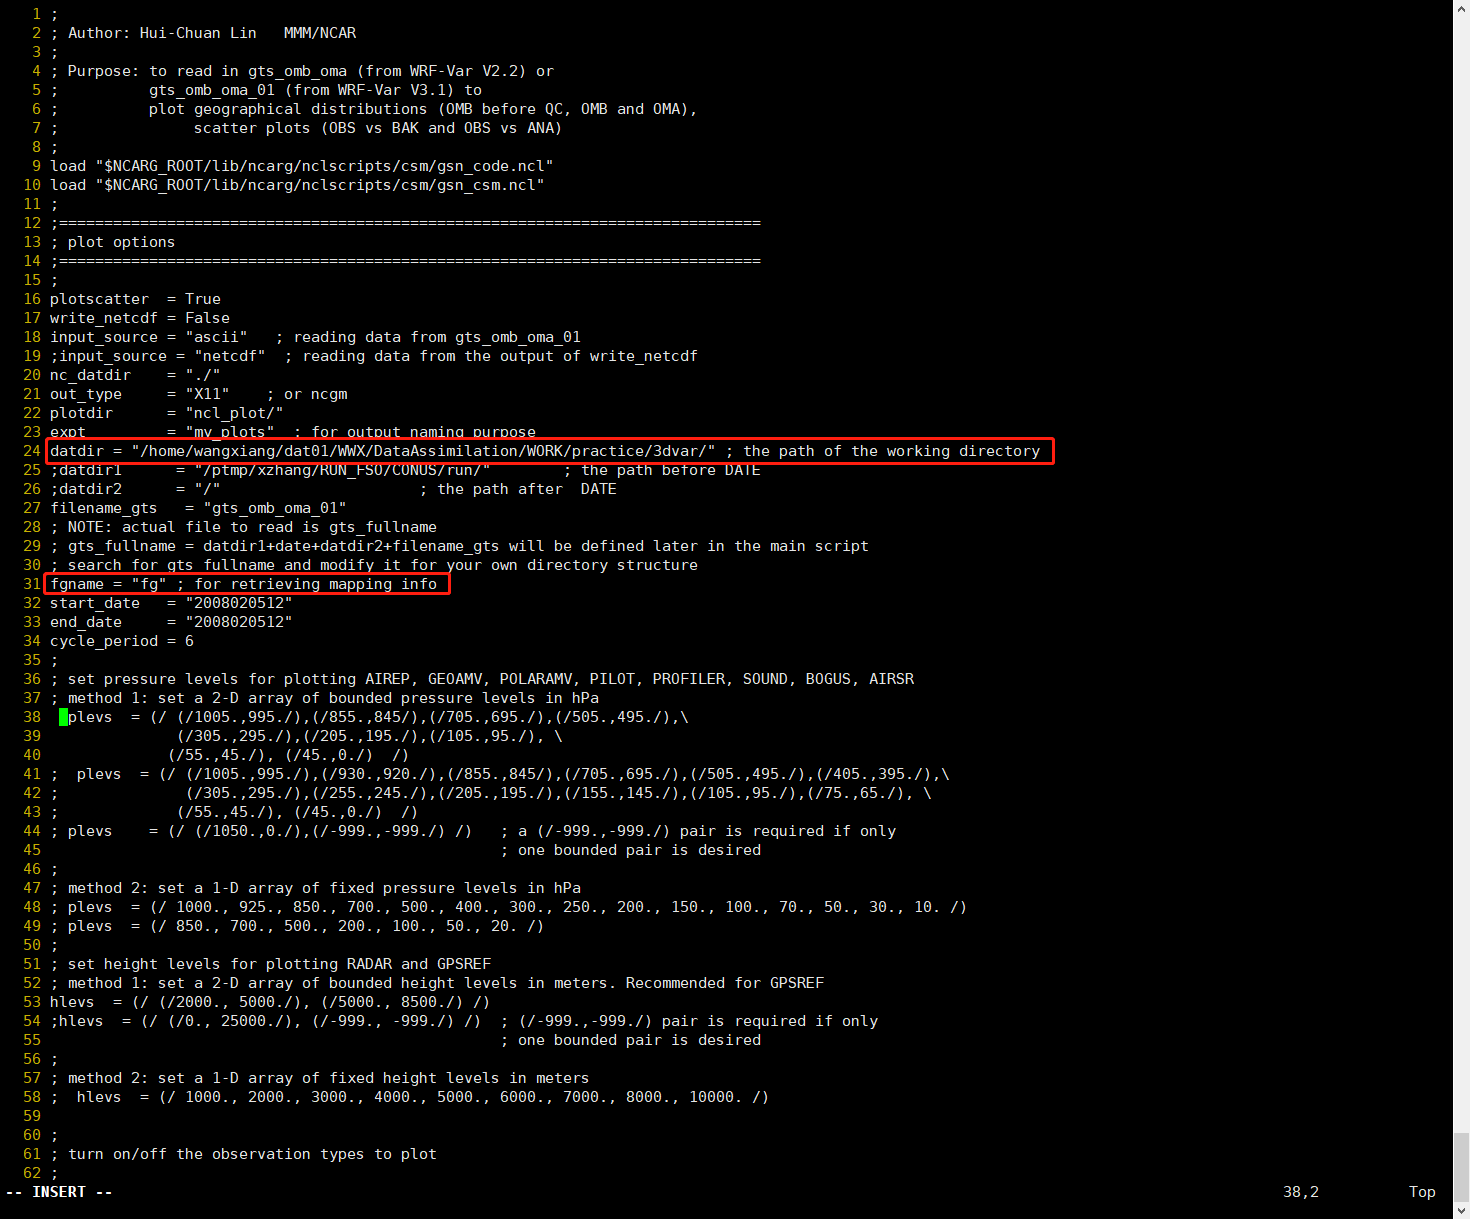 1 ;
2 ; Author: Hui-Chuan Lin   MMM/NCAR
3 ;
4 ; Purpose: to read in gts_omb_oma (from WRF-Var V2.2) or
5 ;          gts_omb_oma_01 (from WRF-Var V3.1) to
6 ;          plot geographical distributions (OMB before QC, OMB and OMA),
7 ;               scatter plots (OBS vs BAK and OBS vs ANA)
8 ;
9 load "$NCARG_ROOT/lib/ncarg/nclscripts/csm/gsn_code.ncl"
10 load "$NCARG_ROOT/lib/ncarg/nclscripts/csm/gsn_csm.ncl"
11 ;
12 ;==============================================================================
13 ; plot options
14 ;==============================================================================
15 ;
16 plotscatter  = True
17 write_netcdf = False
18 input_source = "ascii"   ; reading data from gts_omb_oma_01
19 ;input_source = "netcdf"  ; reading data from the output of write_netcdf
20 nc_datdir    = "./"
21 out_type     = "X11"    ; or ncgm
22 plotdir      = "ncl_plot/"
23 expt         = "my_plots"  ; for output naming purpose
24 datdir = "/home/wangxiang/dat01/WWX/DataAssimilation/WORK/practice/3dvar/" ; the path of the working directory
25 ;datdir1      = "/ptmp/xzhang/RUN_FSO/CONUS/run/"        ; the path before DATE
26 ;datdir2      = "/"                      ; the path after  DATE
27 filename_gts   = "gts_omb_oma_01"
28 ; NOTE: actual file to read is gts_fullname
29 ; gts_fullname = datdir1+date+datdir2+filename_gts will be defined later in the main script
30 ; search for gts_fullname and modify it for your own directory structure
31 fgname = "fg" ; for retrieving mapping info
32 start_date   = "2008020512"
33 end_date     = "2008020512"
34 cycle_period = 6
35 ;
36 ; set pressure levels for plotting AIREP, GEOAMV, POLARAMV, PILOT, PROFILER, SOUND, BOGUS, AIRSR
37 ; method 1: set a 2-D array of bounded pressure levels in hPa
38   plevs  = (/ (/1005.,995./),(/855.,845/),(/705.,695./),(/505.,495./),\
39               (/305.,295./),(/205.,195./),(/105.,95./), \
40              (/55.,45./), (/45.,0./)  /)
41 ;  plevs  = (/ (/1005.,995./),(/930.,920./),(/855.,845/),(/705.,695./),(/505.,495./),(/405.,395./),\
42 ;              (/305.,295./),(/255.,245./),(/205.,195./),(/155.,145./),(/105.,95./),(/75.,65./), \
43 ;             (/55.,45./), (/45.,0./)  /)
44 ; plevs    = (/ (/1050.,0./),(/-999.,-999./) /)   ; a (/-999.,-999./) pair is required if only
45                                                   ; one bounded pair is desired
46 ;
47 ; method 2: set a 1-D array of fixed pressure levels in hPa
48 ; plevs  = (/ 1000., 925., 850., 700., 500., 400., 300., 250., 200., 150., 100., 70., 50., 30., 10. /)
49 ; plevs  = (/ 850., 700., 500., 200., 100., 50., 20. /)
50 ;
51 ; set height levels for plotting RADAR and GPSREF
52 ; method 1: set a 2-D array of bounded height levels in meters. Recommended for GPSREF
53 hlevs  = (/ (/2000., 5000./), (/5000., 8500./) /)
54 ;hlevs  = (/ (/0., 25000./), (/-999., -999./) /)  ; (/-999.,-999./) pair is required if only
55                                                   ; one bounded pair is desired
56 ;
57 ; method 2: set a 1-D array of fixed height levels in meters
58 ;  hlevs  = (/ 1000., 2000., 3000., 4000., 5000., 6000., 7000., 8000., 10000. /)
59
60 ;
61 ; turn on/off the observation types to plot
62 ;
-- INSERT --                                        38,2          Top